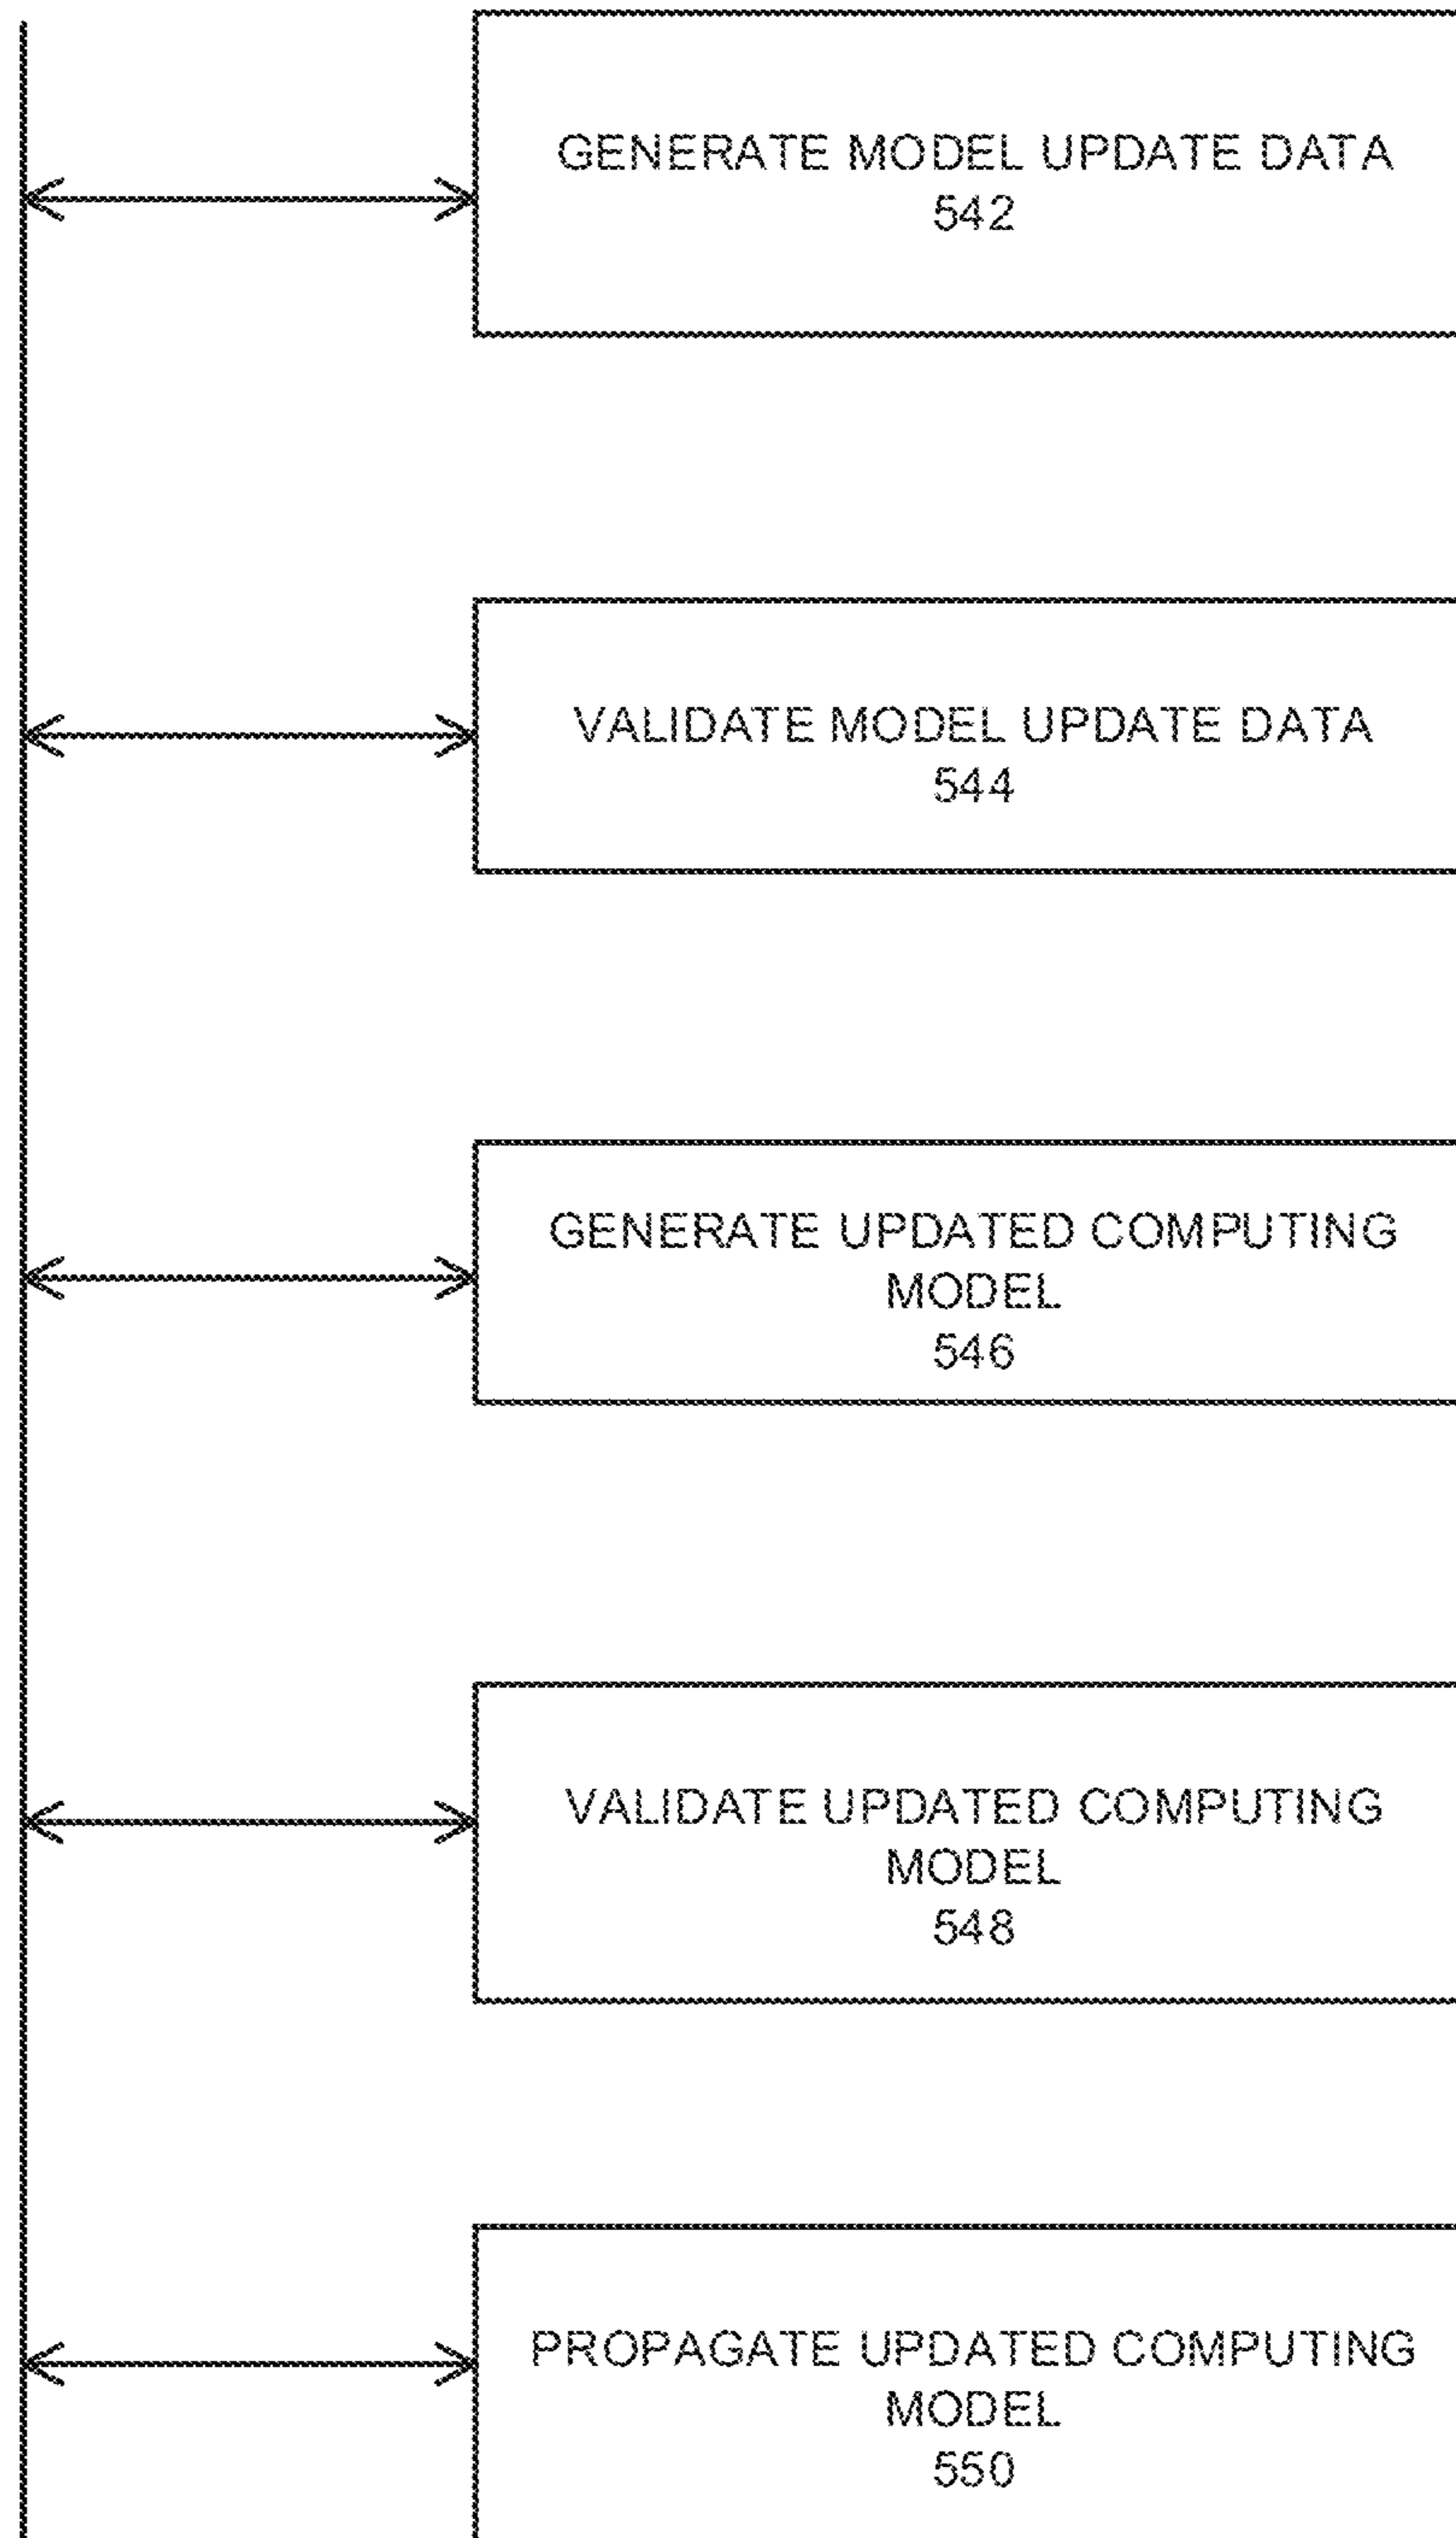 GENERATE MODEL UPDATE DATA
542
VALIDATE MODEL UPDATE DATA
544
GENERATE UPDATED COMPUTING
MODEL
546
VALIDATE UPDATED COMPUTING
MODEL
548
PROPAGATE UPDATED COMPUTING
MODEL
550